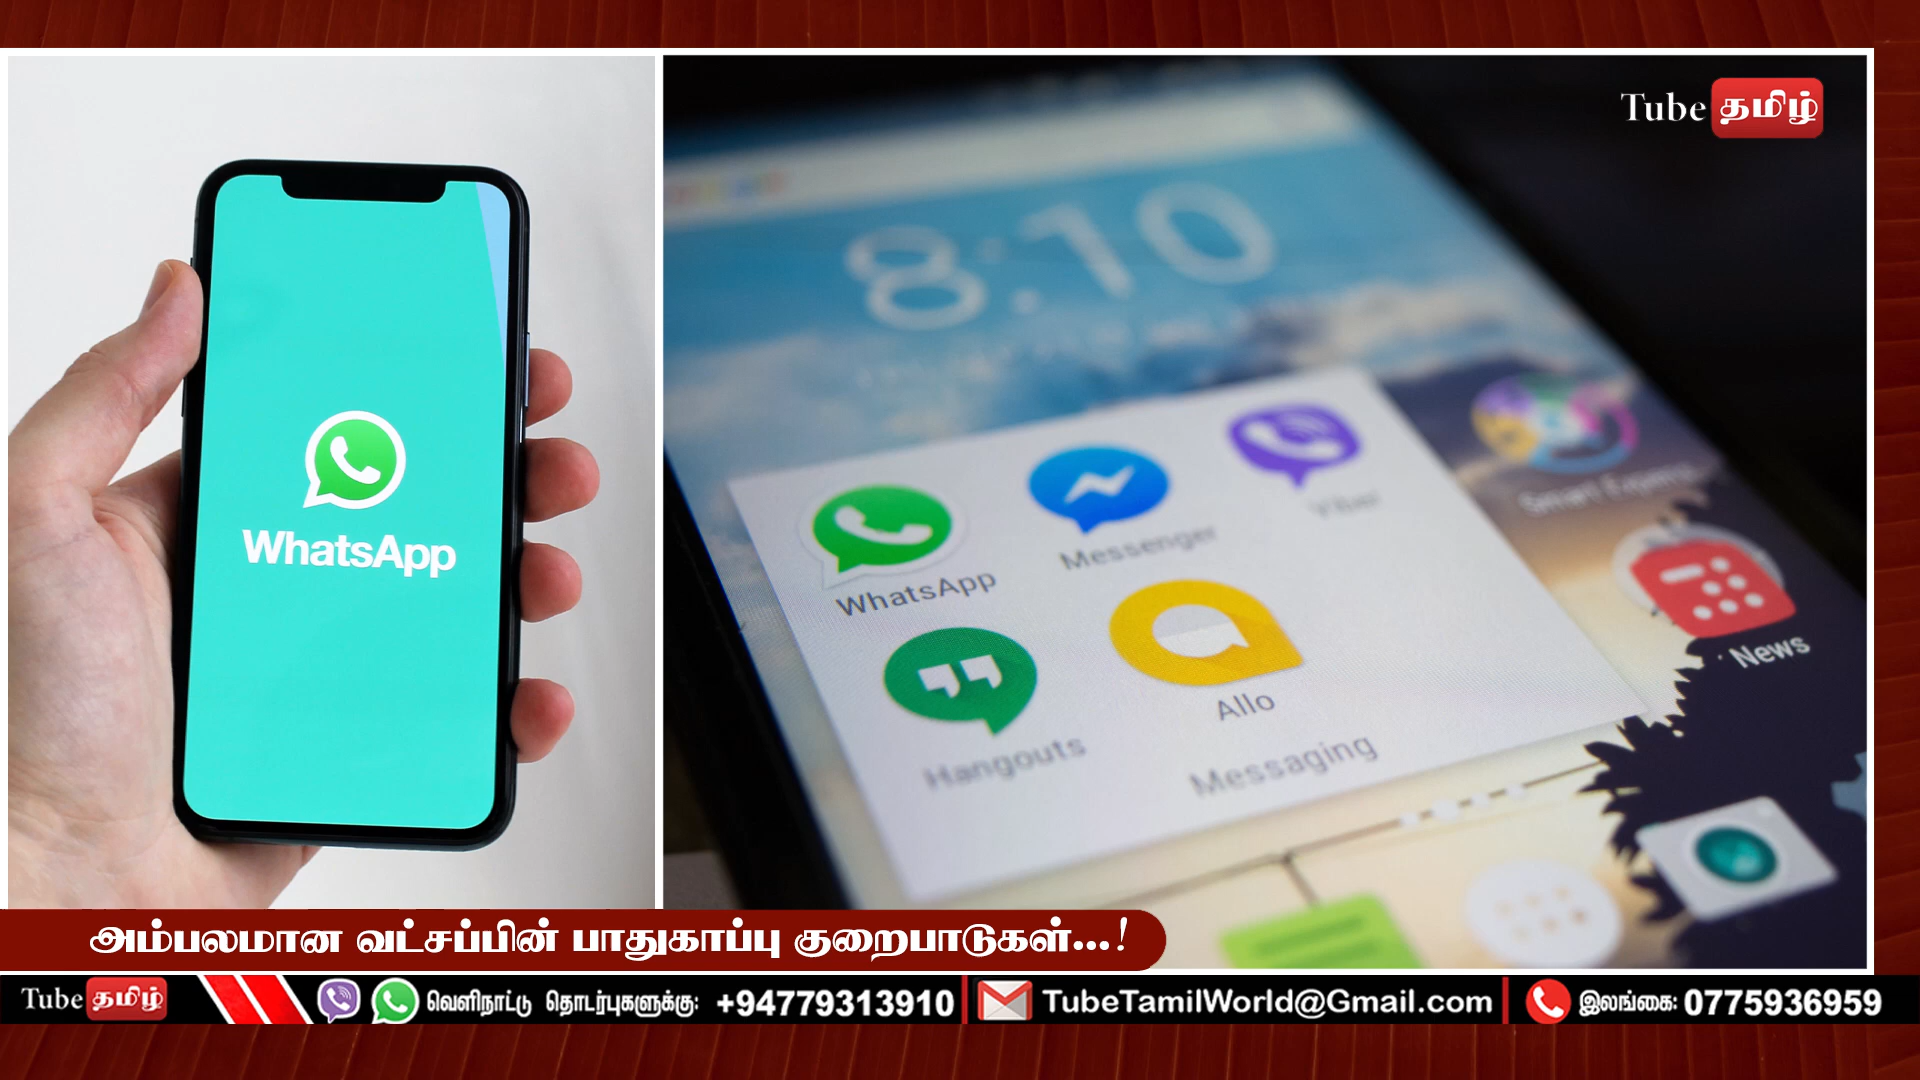 Tube தமிழ்
8:10
WhatsApp
WhatsApp
Messenger
Viber
Hangouts
Allo
Messaging
News
அம்பலமான வட்சப்பின் பாதுகாப்பு குறைபாடுகள்...!
Tube தமிழ் வெளிநாட்டு தொடர்புகளுக்கு: +94779313910 TubeTamilWorld@Gmail.com இலங்கை: 0775936959